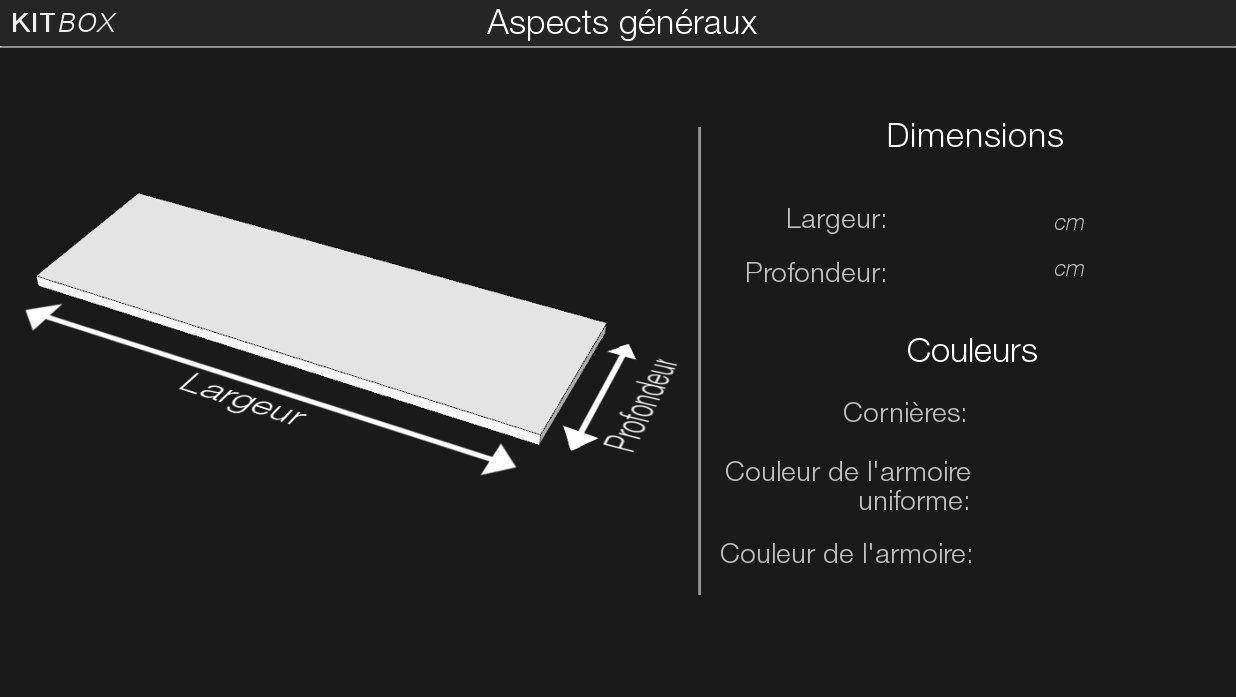 KITBOX
Aspects généraux
Largeur
Profondeur
Dimensions
Largeur: cm
Profondeur: cm
Couleurs
Cornières:
Couleur de l'armoire
uniforme:
Couleur de l'armoire: